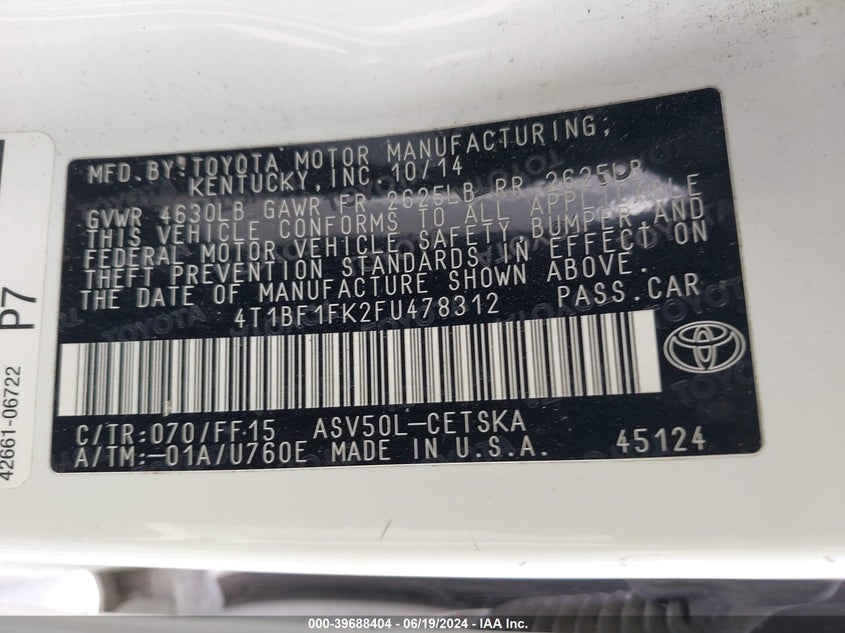 MFD. BY: TOYOTA MOTOR MANUFACTURING,
KENTUCKY, INC. 10/14
GVWR 4630LB GAWR FR 2625LB RR 2625LB
THIS VEHICLE CONFORMS TO ALL APPLICABLE
FEDERAL MOTOR VEHICLE SAFETY, BUMPER, AND
THEFT PREVENTION STANDARDS IN EFFECT ON
THE DATE OF MANUFACTURE SHOWN ABOVE.
4T1BF1FK2FU478312 PASS.CAR
C/TR:070/FF15 ASV50L-CETSKA
A/TM:-01A/U760E MADE IN U.S.A. 45124
P7
42661-06722
000-39688404 / 06/19/2024 - IAA Inc.